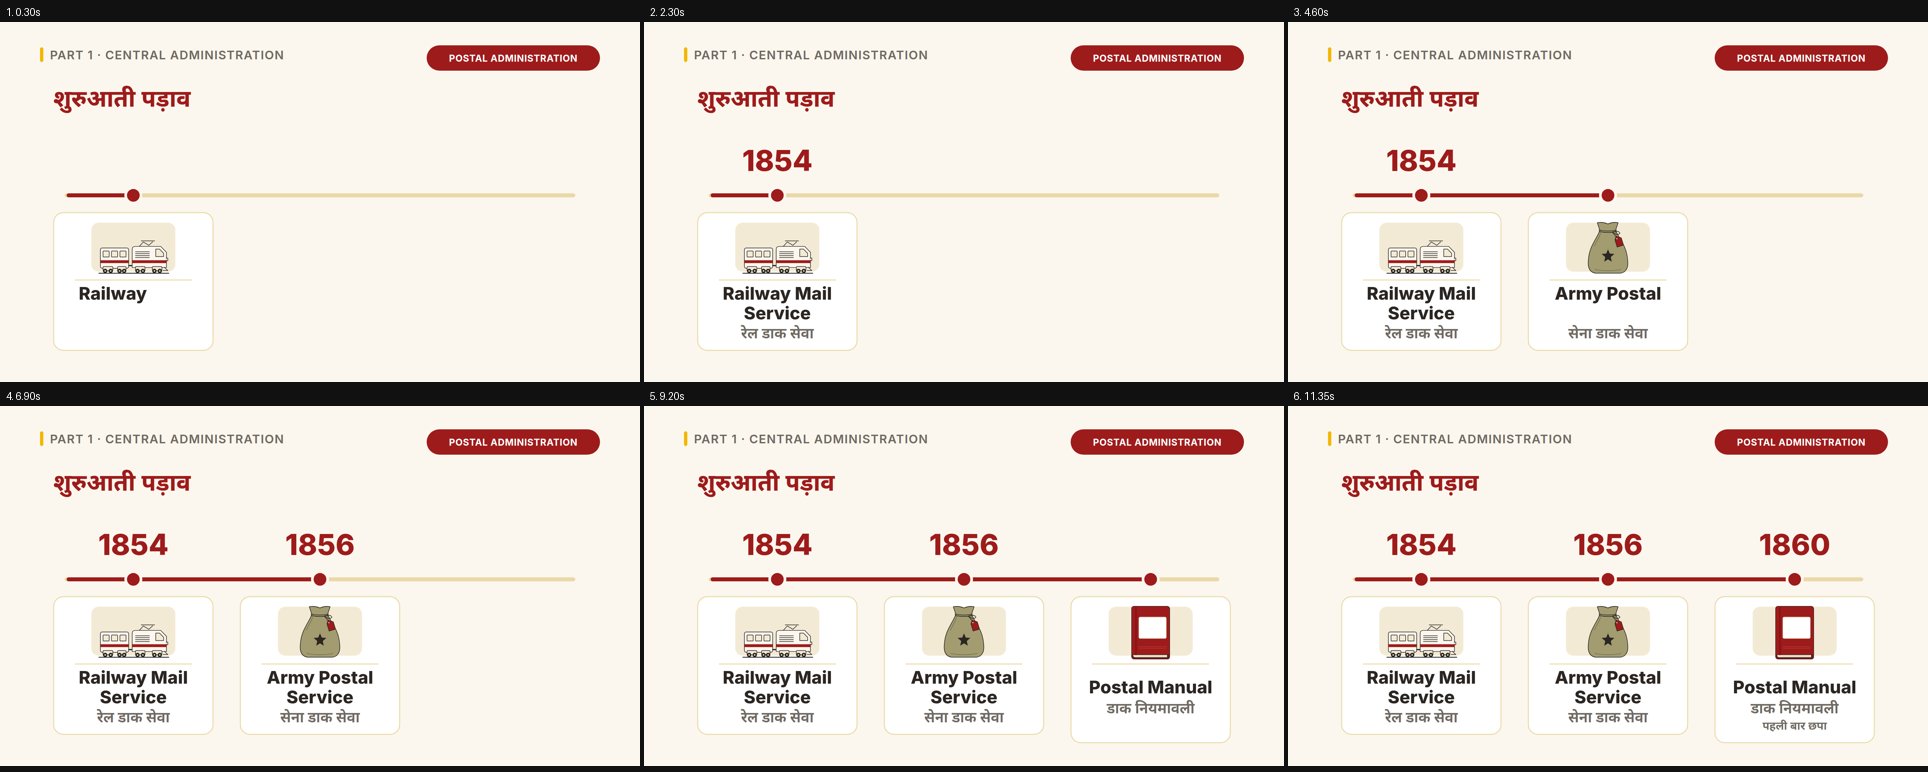 1. 0.30s
PART 1 · CENTRAL ADMINISTRATION
POSTAL ADMINISTRATION
शुरुआती पड़ाव
Railway
2. 2.30s
PART 1 · CENTRAL ADMINISTRATION
POSTAL ADMINISTRATION
शुरुआती पड़ाव
1854
Railway Mail
Service
रेल डाक सेवा
3. 4.60s
PART 1 · CENTRAL ADMINISTRATION
POSTAL ADMINISTRATION
शुरुआती पड़ाव
1854
Railway Mail
Service
रेल डाक सेवा
Army Postal
सेना डाक सेवा
4. 6.90s
PART 1 · CENTRAL ADMINISTRATION
POSTAL ADMINISTRATION
शुरुआती पड़ाव
1854
1856
Railway Mail
Service
रेल डाक सेवा
Army Postal
Service
सेना डाक सेवा
5. 9.20s
PART 1 · CENTRAL ADMINISTRATION
POSTAL ADMINISTRATION
शुरुआती पड़ाव
1854
1856
Railway Mail
Service
रेल डाक सेवा
Army Postal
Service
सेना डाक सेवा
Postal Manual
डाक नियमावली
6. 11.35s
PART 1 · CENTRAL ADMINISTRATION
POSTAL ADMINISTRATION
शुरुआती पड़ाव
1854
1856
1860
Railway Mail
Service
रेल डाक सेवा
Army Postal
Service
सेना डाक सेवा
Postal Manual
डाक नियमावली
पहली बार छपा